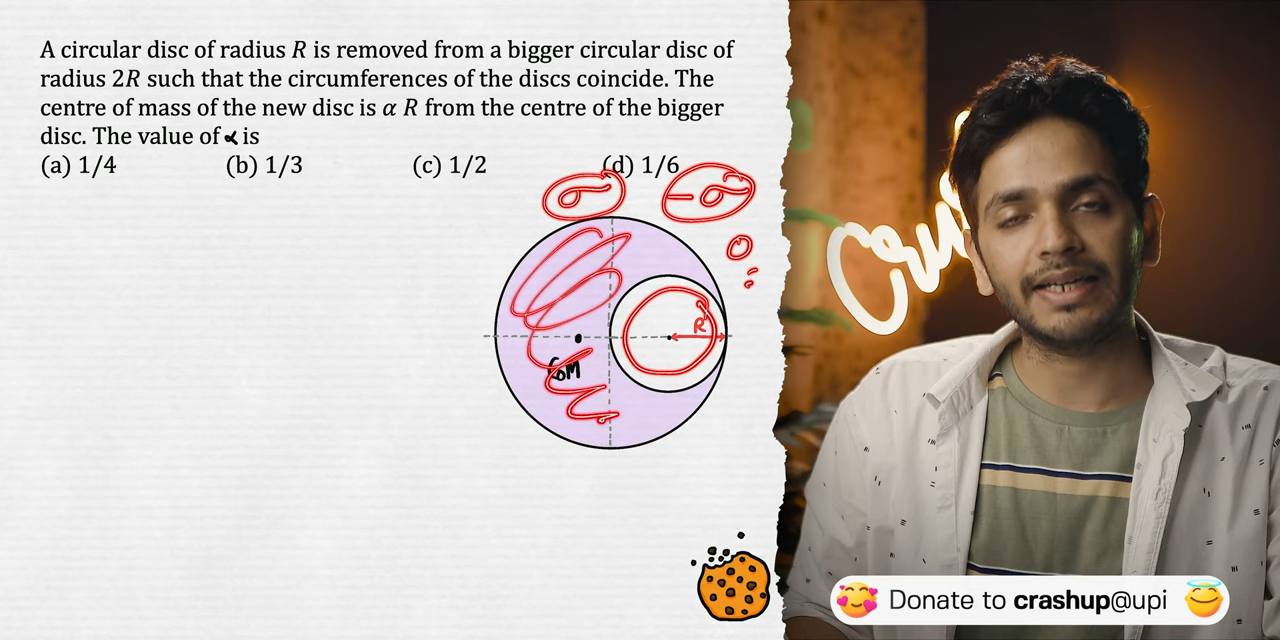 A circular disc of radius R is removed from a bigger circular disc of
radius 2R such that the circumferences of the discs coincide. The
centre of mass of the new disc is α R from the centre of the bigger
disc. The value of α is
(a) 1/4 (b) 1/3 (c) 1/2 (d) 1/6
σ -σ
R
COM
Donate to crashup@upi